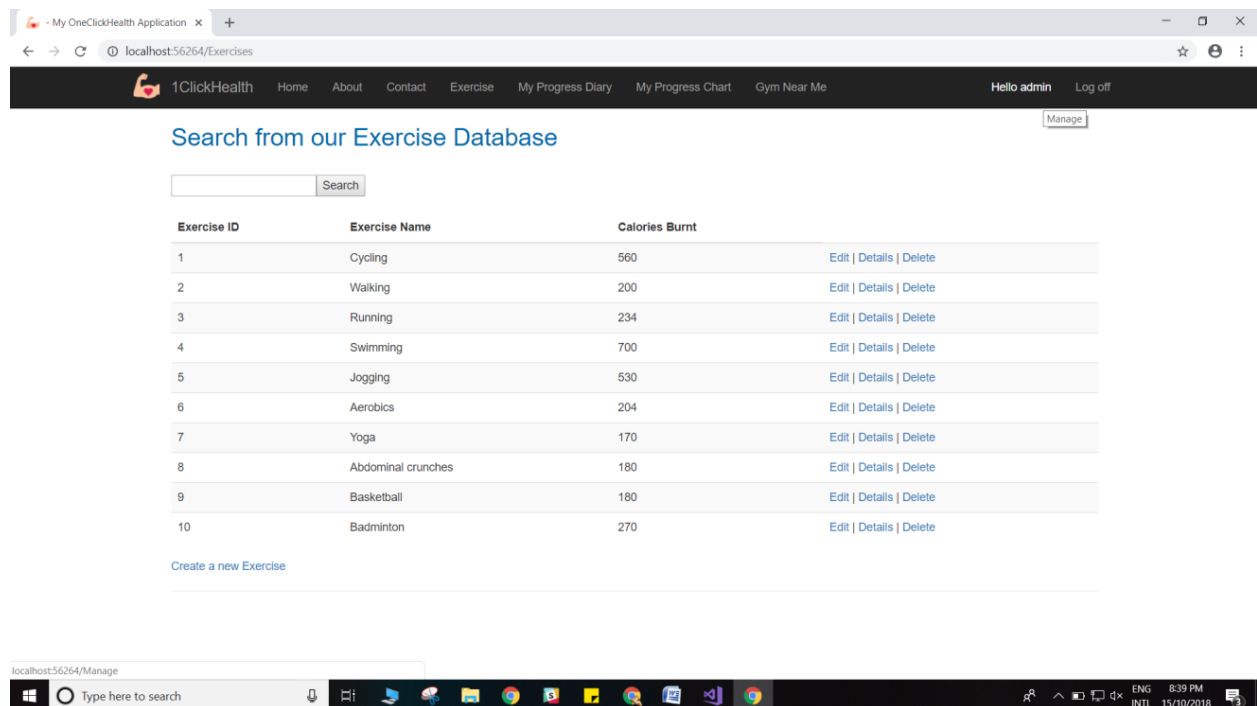 - My OneClickHealth Application
localhost:56264/Exercises
1ClickHealth Home About Contact Exercise My Progress Diary My Progress Chart Gym Near Me Hello admin Log off
Manage
Search from our Exercise Database
Search
Exercise ID Exercise Name Calories Burnt
1 Cycling 560 Edit | Details | Delete
2 Walking 200 Edit | Details | Delete
3 Running 234 Edit | Details | Delete
4 Swimming 700 Edit | Details | Delete
5 Jogging 530 Edit | Details | Delete
6 Aerobics 204 Edit | Details | Delete
7 Yoga 170 Edit | Details | Delete
8 Abdominal crunches 180 Edit | Details | Delete
9 Basketball 180 Edit | Details | Delete
10 Badminton 270 Edit | Details | Delete
Create a new Exercise
localhost:56264/Manage
Type here to search
ENG 8:39 PM
INTL 15/10/2018
3